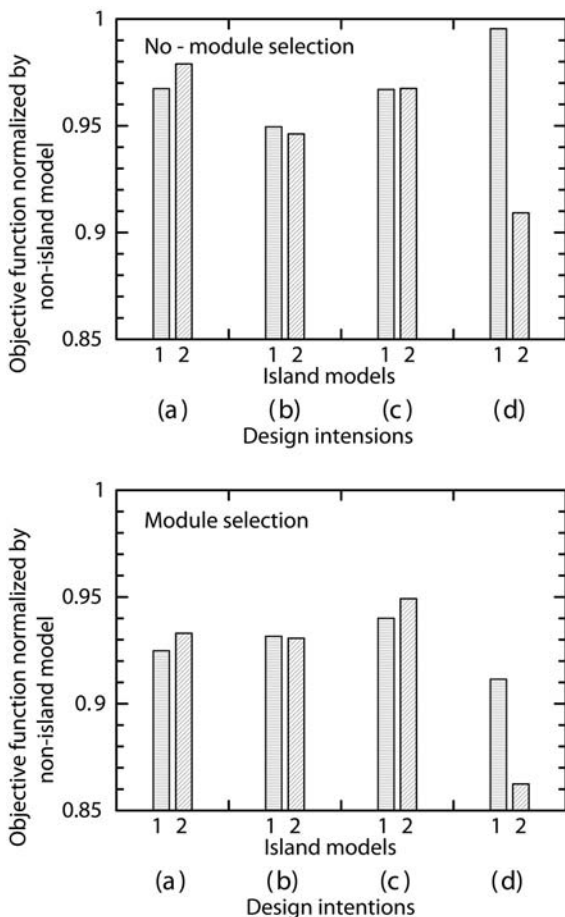 Objective function normalized by
non-island model
1
0.95
0.9
0.85
No - module selection
1 2 1 2 1 2 1 2
Island models
(a) (b) (c) (d)
Design intensions
Objective function normalized by
non-island model
1
0.95
0.9
0.85
Module selection
1 2 1 2 1 2 1 2
Island models
(a) (b) (c) (d)
Design intentions